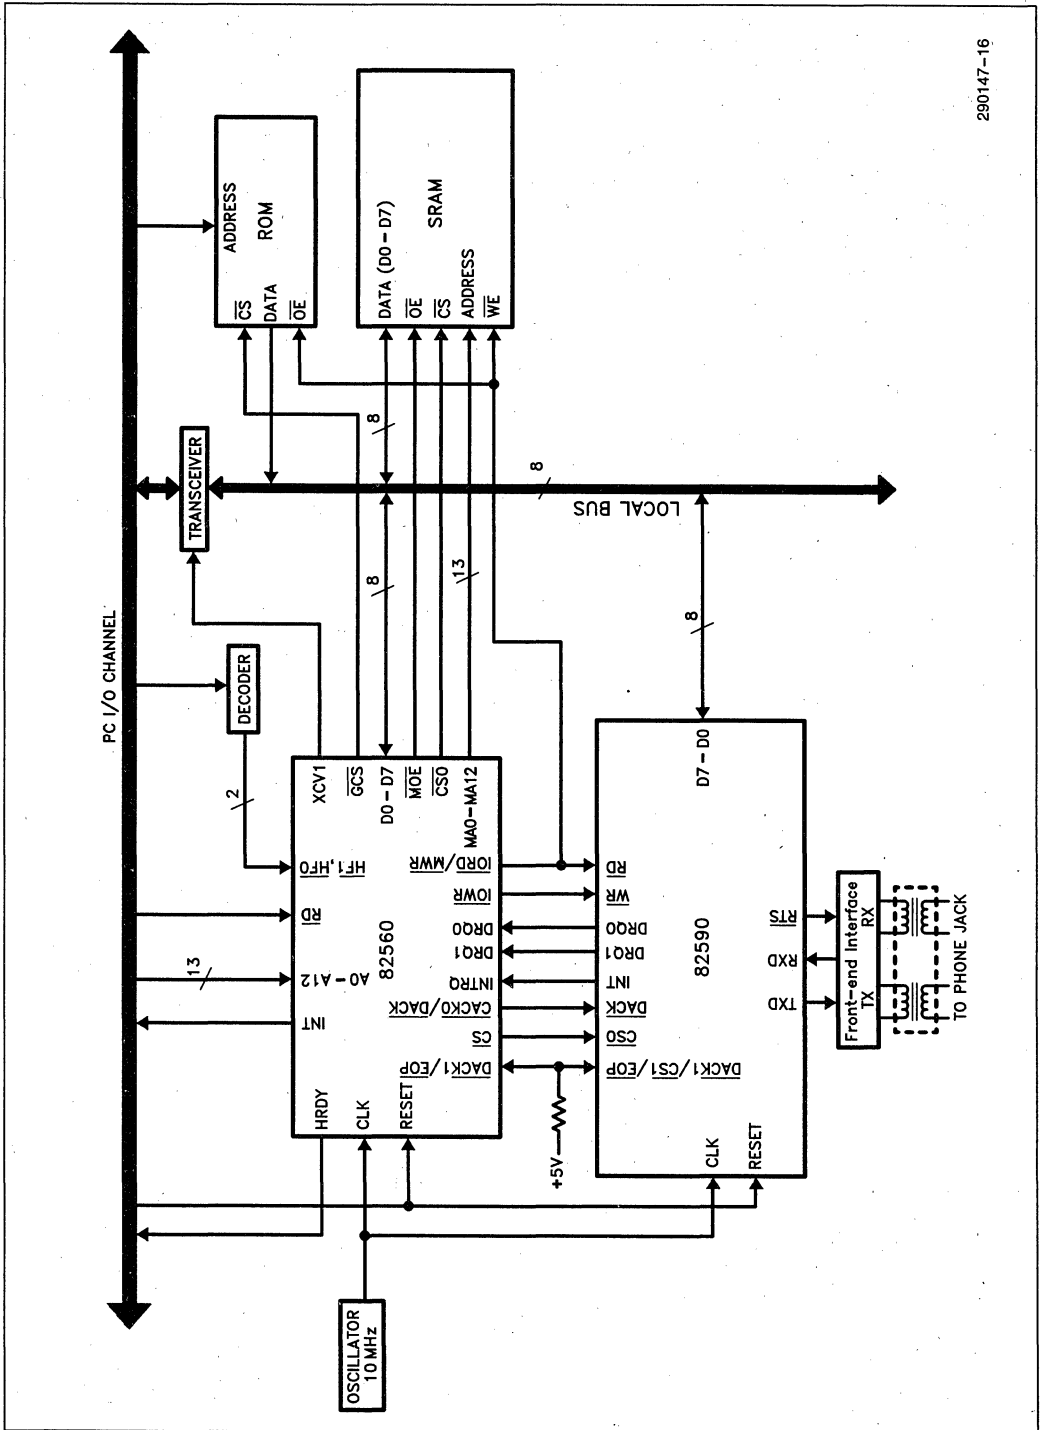 290147-16
PC I/O CHANNEL
ADDRESS
ROM
CS
DATA
OE
DATA (D0-D7)
SRAM
OE
CS
ADDRESS
WE
TRANSCEIVER
DECODER
8
8
LOCAL BUS
2
8
13
8
XCV1
GCS
D0-D7
MOE
CS0
MA0-MA12
HF1,HF0
RD
13
A0-A12
INT
82560
IORD/MWR
IOWR
DRQ0
DRQ1
INTRQ
CACK0/DACK
CS
DACK1/EOP
HRDY
CLK
RESET
+5V
OSCILLATOR
10 MHz
RD
WR
DRQ0
DRQ1
INT
DACK
CS0
DACK1/CS1/EOP
82590
D7-D0
CLK
RESET
RTS
RXD
TXD
Front-end Interface
TX
RX
TO PHONE JACK